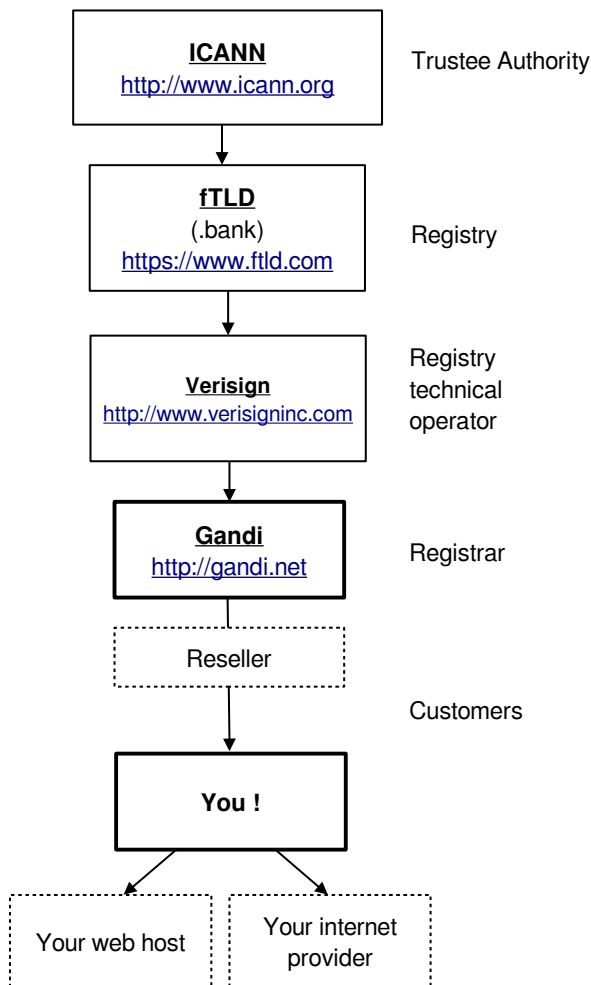 ICANN
http://www.icann.org
Trustee Authority
fTLD
(.bank)
https://www.ftld.com
Registry
Verisign
http://www.verisigninc.com
Registry
technical
operator
Gandi
http://gandi.net
Registrar
Reseller
Customers
You !
Your web host
Your internet
provider